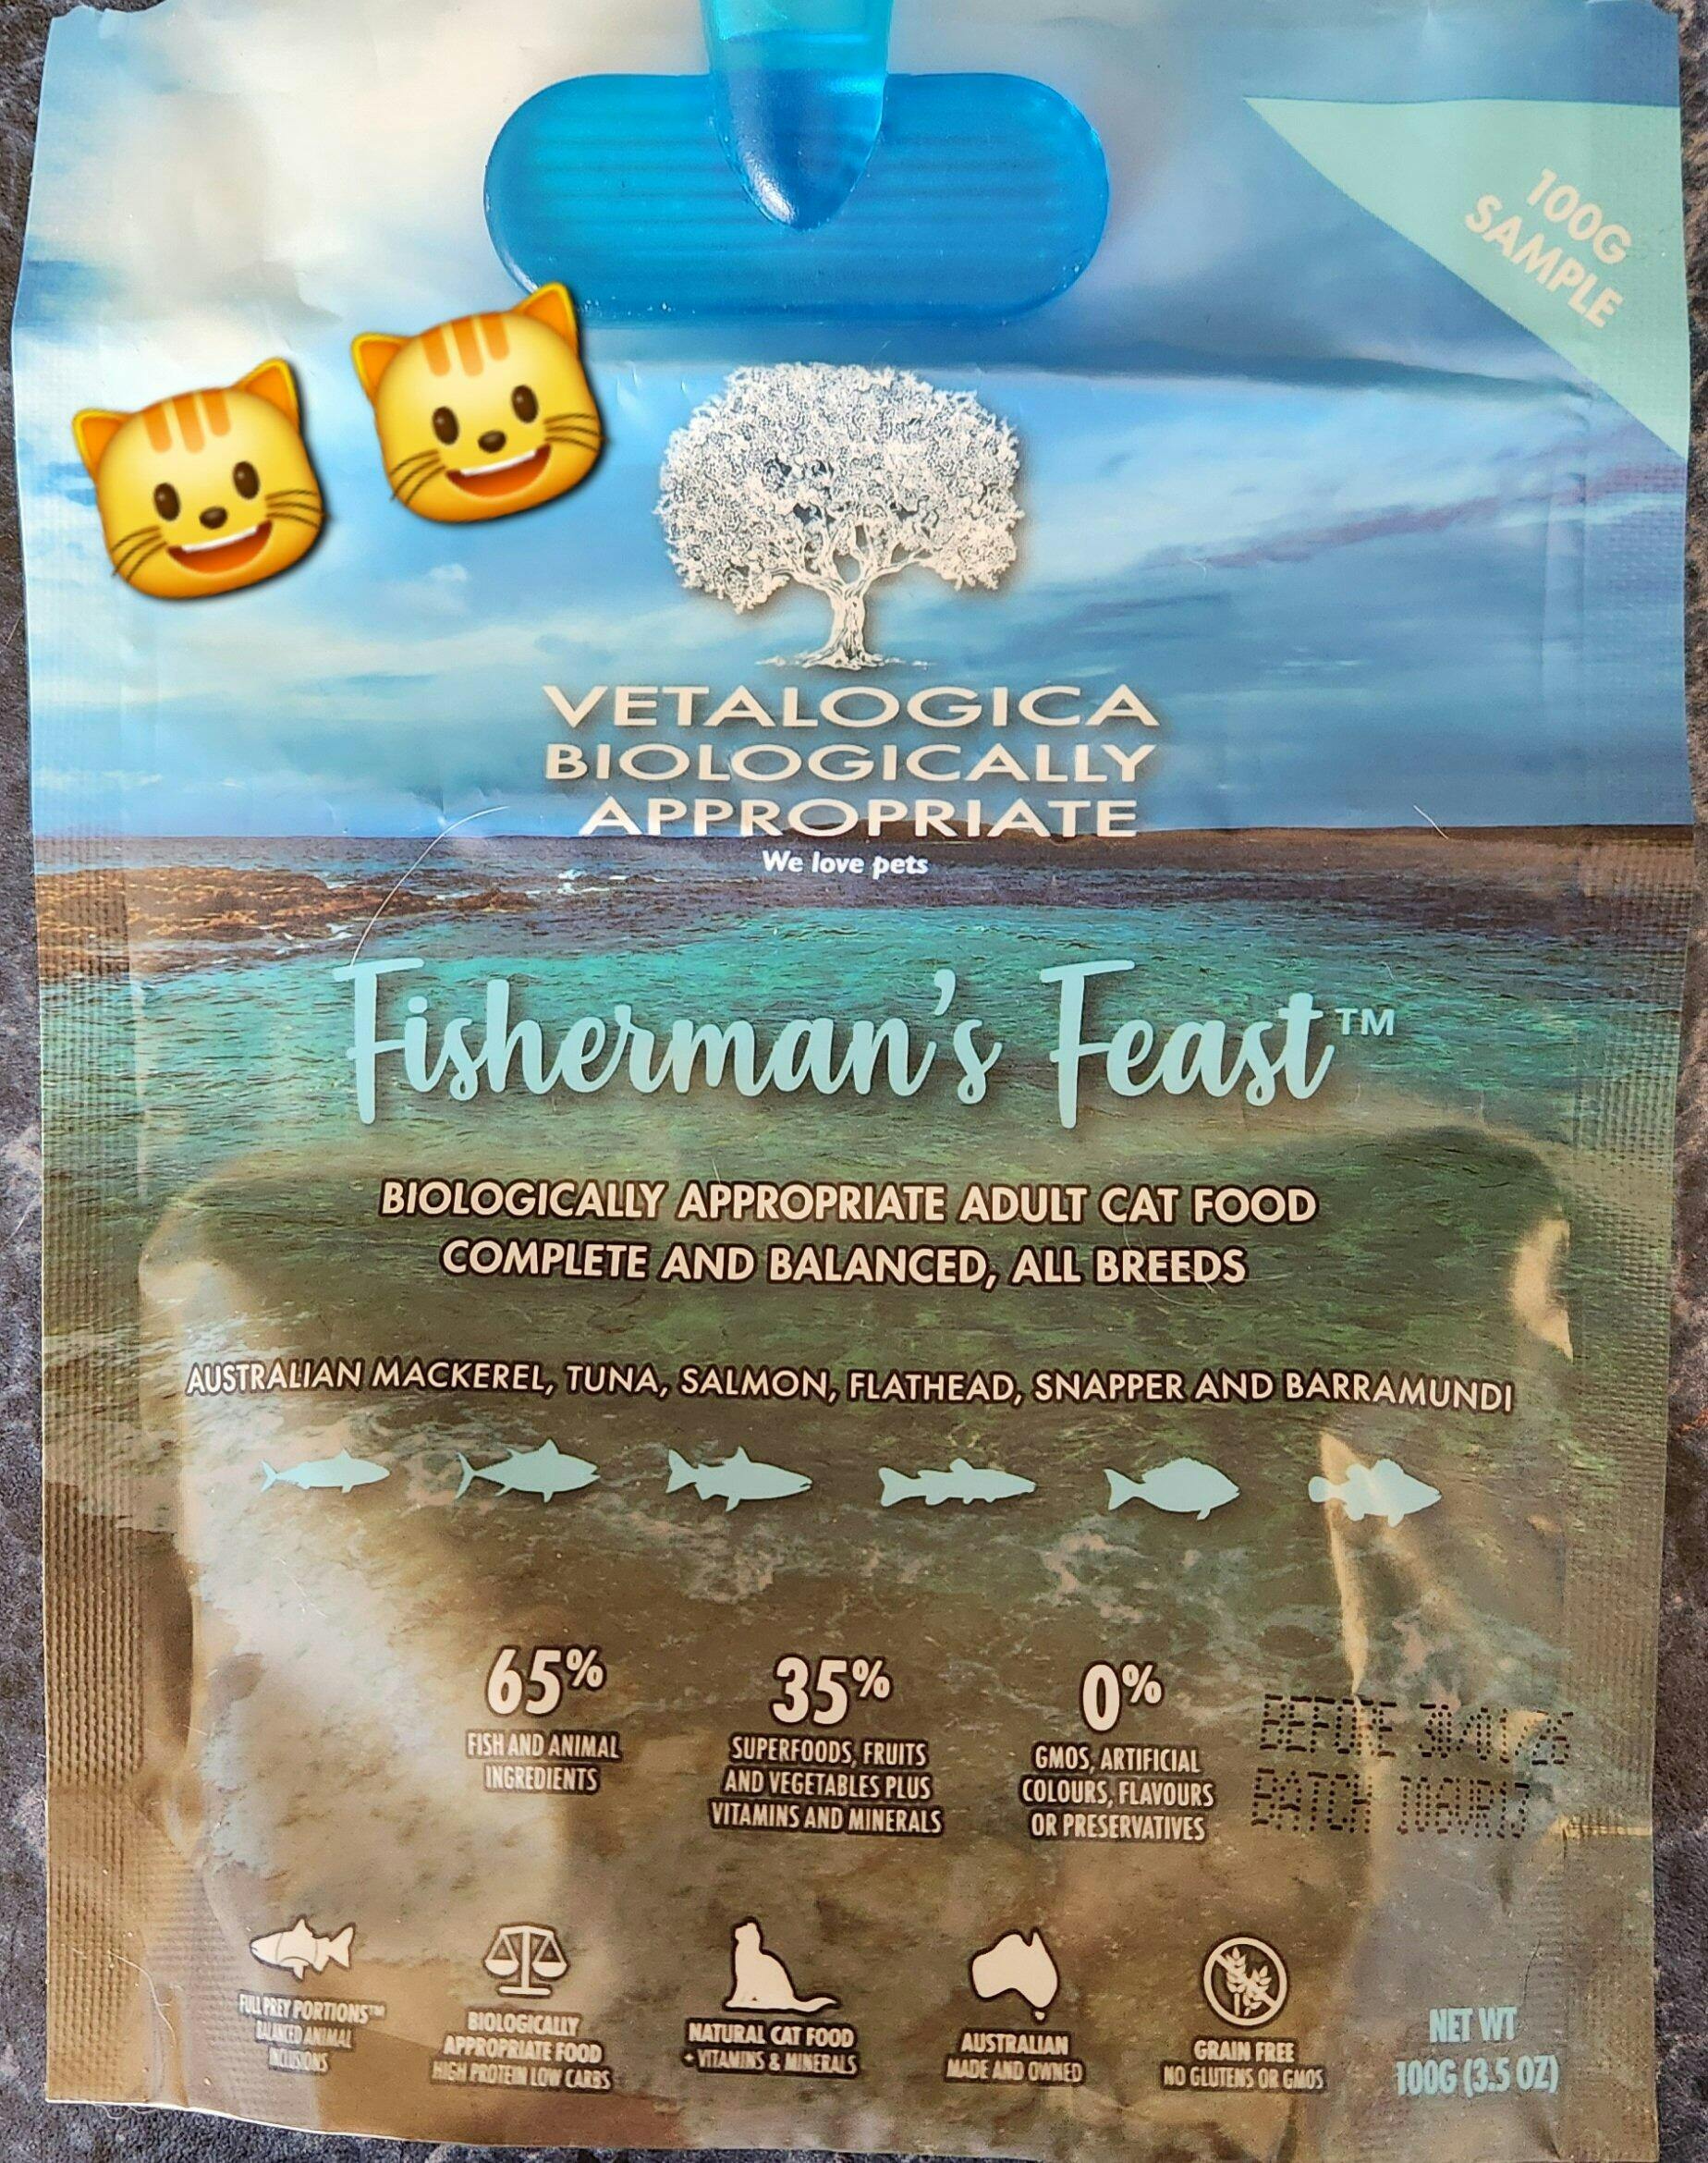 100G
SAMPLE
VETALOGICA
BIOLOGICALLY
APPROPRIATE
We love pets
Fisherman's Feast™
BIOLOGICALLY APPROPRIATE ADULT CAT FOOD
COMPLETE AND BALANCED, ALL BREEDS
AUSTRALIAN MACKEREL, TUNA, SALMON, FLATHEAD, SNAPPER AND BARRAMUNDI
65%
FISH AND ANIMAL
INGREDIENTS
35%
SUPERFOODS, FRUITS
AND VEGETABLES PLUS
VITAMINS AND MINERALS
0%
GMOS, ARTIFICIAL
COLOURS, FLAVOURS
OR PRESERVATIVES
BEFORE
BATCH
FULL PREY PORTIONS™
BALANCED ANIMAL
INCLUSIONS
BIOLOGICALLY
APPROPRIATE FOOD
HIGH PROTEIN LOW CARBS
NATURAL CAT FOOD
+ VITAMINS & MINERALS
AUSTRALIAN
MADE AND OWNED
GRAIN FREE
NO GLUTENS OR GMOS
NET WT
100G (3.5 OZ)